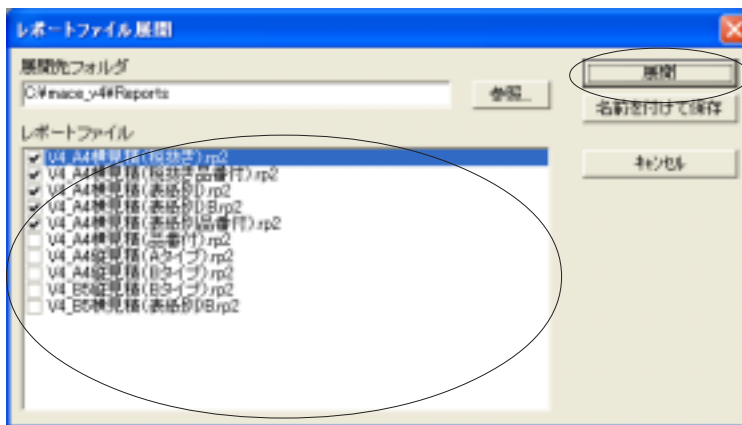 レポートファイル展開
展開先フォルダ
C:¥mace_v4¥Reports
参照...
展開
名前を付けて保存
キャンセル
レポートファイル
V4_A4横見積(税抜き).rp2
V4_A4横見積(税抜き品番付).rp2
V4_A4横見積(表紙別).rp2
V4_A4横見積(表紙別)B.rp2
V4_A4横見積(表紙別品番付).rp2
V4_A4横見積(品番付).rp2
V4_A4縦見積(Aタイプ).rp2
V4_A4縦見積(Bタイプ).rp2
V4_B5縦見積(Bタイプ).rp2
V4_B5横見積(表紙別)B.rp2